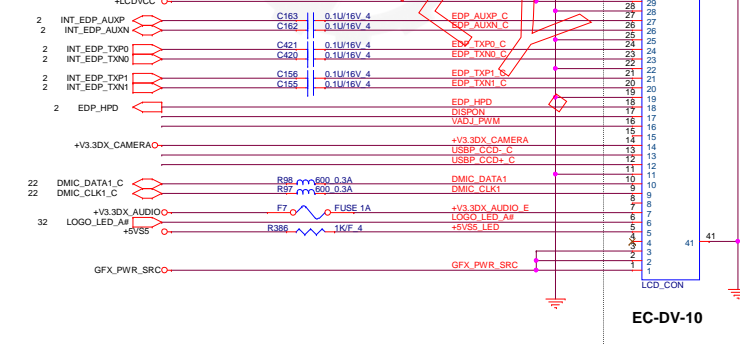 +LCDVCC
2 INT_EDP_AUXP C163 0.1U/16V_4 EDP_AUXP_C
2 INT_EDP_AUXN C162 0.1U/16V_4 EDP_AUXN_C
2 INT_EDP_TXP0 C421 0.1U/16V_4 EDP_TXP0_C
2 INT_EDP_TXN0 C420 0.1U/16V_4 EDP_TXN0_C
2 INT_EDP_TXP1 C156 0.1U/16V_4 EDP_TXP1_C
2 INT_EDP_TXN1 C155 0.1U/16V_4 EDP_TXN1_C
2 EDP_HPD EDP_HPD
DISPON
VADJ_PWM
+V3.3DX_CAMERA +V3.3DX_CAMERA
USBP_CCD-_C
USBP_CCD+_C
22 DMIC_DATA1_C R98 600_0.3A DMIC_DATA1
22 DMIC_CLK1_C R97 600_0.3A DMIC_CLK1
+V3.3DX_AUDIO F7 FUSE 1A +V3.3DX_AUDIO_E
32 LOGO_LED_A# LOGO_LED_A#
+5VS5 R386 1K/F_4 +5VS5_LED
GFX_PWR_SRC GFX_PWR_SRC
29
28 28
27 27
26 26
25 25
24 24
23 23
22 22
21 21
20 20
19 19
18 18
17 17
16 16
15 15
14 14
13 13
12 12
11 11
10 10
9 9
8 8
7 7
6 6
5 5
4 4
3 3
2 2
1 1
41 41
LCD_CON
EC-DV-10